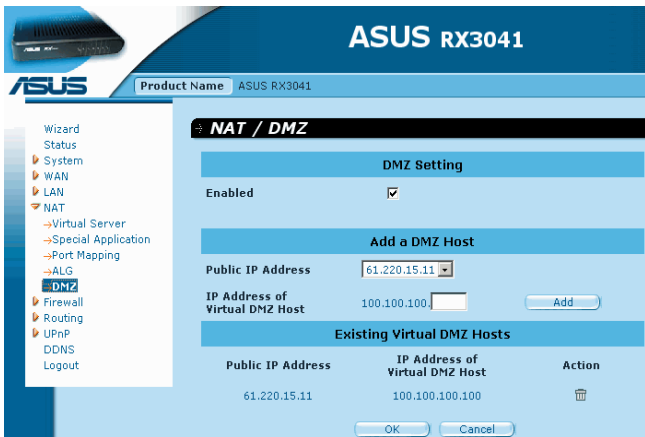 ASUS RX3041
ASUS
Product Name ASUS RX3041
Wizard
Status
System
WAN
LAN
NAT
Virtual Server
Special Application
Port Mapping
ALG
DMZ
Firewall
Routing
UPnP
DDNS
Logout
NAT / DMZ
DMZ Setting
Enabled
Add a DMZ Host
Public IP Address 61.220.15.11
IP Address of
Virtual DMZ Host 100.100.100. Add
Existing Virtual DMZ Hosts
Public IP Address IP Address of Virtual DMZ Host Action
61.220.15.11 100.100.100.100
OK Cancel